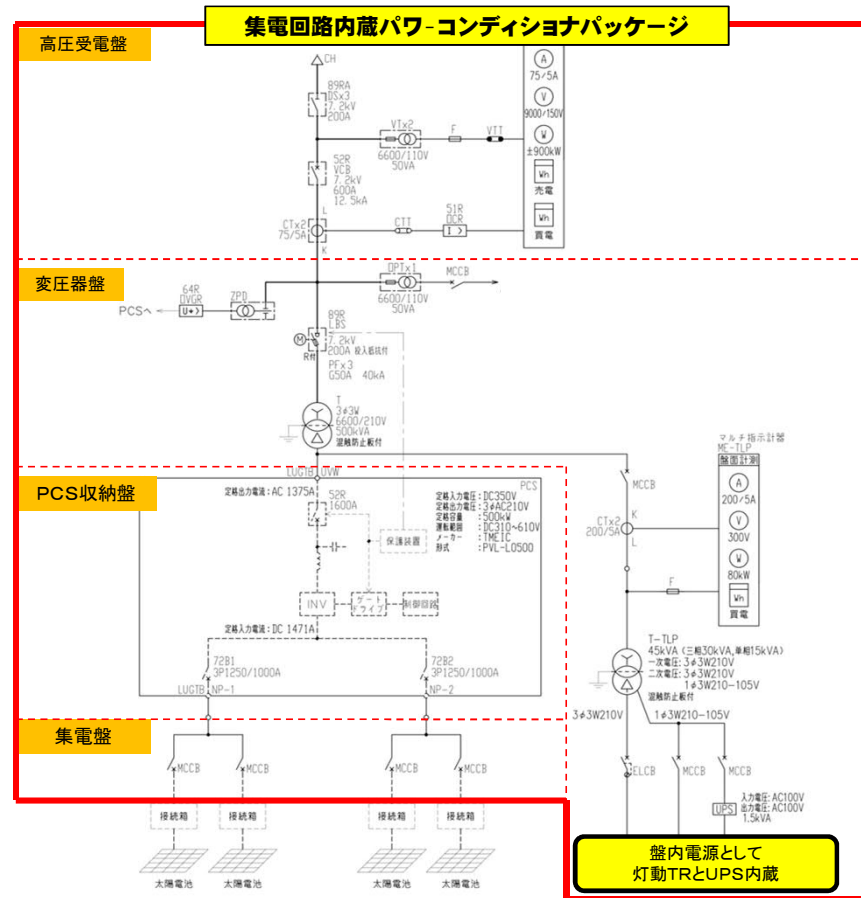 集電回路内蔵パワ-コンディショナパッケージ
高圧受電盤
CH
89RA
DSx3
7.2kV
200A
VTx2
6600/110V
50VA
F
VTT
A
75/5A
V
9000/150V
W
±900kW
Wh
売電
Wh
買電
52R
VCB
7.2kV
600A
12.5kA
L
CTx2
75/5A
K
CTT
51R
OCR
I >
変圧器盤
64R
OVGR
U⏚>
ZPD
PCSへ
OPTx1
6600/110V
50VA
MCCB
89R
LBS
7.2kV
200A 投入抵抗付
M
R付
PFx3
G50A 40kA
T
3φ3W
6600/210V
500kVA
混触防止板付
マルチ指示計器
ME-TLP
盤面計測
A
200/5A
V
300V
W
80kW
Wh
買電
MCCB
CTx2
200/5A
K
L
F
PCS収納盤
LUGTB UVW
PCS
定格出力電流:AC 1375A
52R
1600A
定格入力電圧:DC350V
定格出力電圧:3φAC210V
定格容量 :500kW
運転範囲 :DC310~610V
メーカー :TMEIC
形式 :PVL-L0500
保護装置
INV
ゲート
ドライブ
制御回路
定格入力電流:DC 1471A
72B1
3P1250/1000A
72B2
3P1250/1000A
LUGTB NP-1
NP-2
T-TLP
45kVA (三相30kVA,単相15kVA)
一次電圧:3φ3W210V
二次電圧:3φ3W210V
1φ3W210-105V
混触防止板付
3φ3W210V
1φ3W210-105V
集電盤
MCCB
MCCB
MCCB
MCCB
ELCB
MCCB
MCCB
接続箱
接続箱
接続箱
接続箱
UPS
入力電圧:AC100V
出力電圧:AC100V
1.5kVA
太陽電池
太陽電池
太陽電池
太陽電池
盤内電源として
灯動TRとUPS内蔵